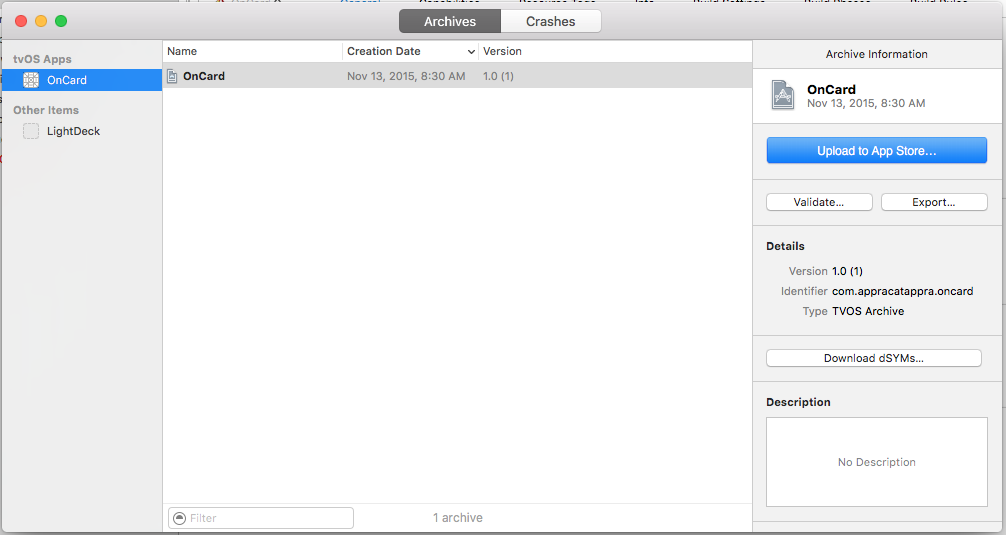 Archives
Crashes
tvOS Apps
OnCard
Other Items
LightDeck
Name
Creation Date
Version
OnCard
Nov 13, 2015, 8:30 AM
1.0 (1)
Filter
1 archive
Archive Information
OnCard
Nov 13, 2015, 8:30 AM
Upload to App Store...
Validate...
Export...
Details
Version 1.0 (1)
Identifier com.appracatappra.oncard
Type TVOS Archive
Download dSYMs...
Description
No Description